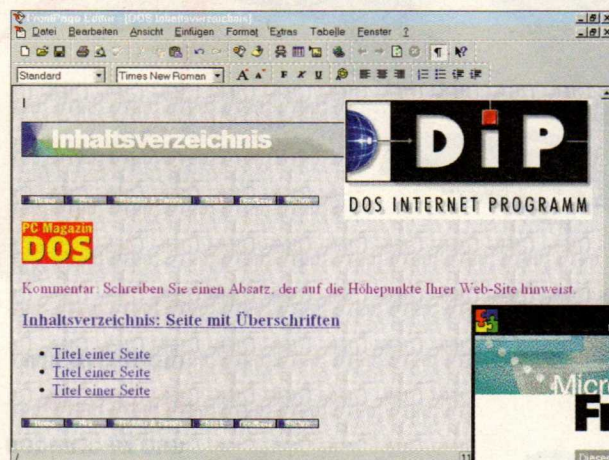 FrontPage Editor - [DOS Inhaltsverzeichnis]
Datei Bearbeiten Ansicht Einfügen Format Extras Tabelle Fenster ?
Standard Times New Roman A A F K U
Inhaltsverzeichnis
DiP
DOS INTERNET PROGRAMM
PC Magazin
DOS
Kommentar: Schreiben Sie einen Absatz, der auf die Höhepunkte Ihrer Web-Site hinweist.
Inhaltsverzeichnis: Seite mit Überschriften
• Titel einer Seite
• Titel einer Seite
• Titel einer Seite
Micro
Fr
Dieses